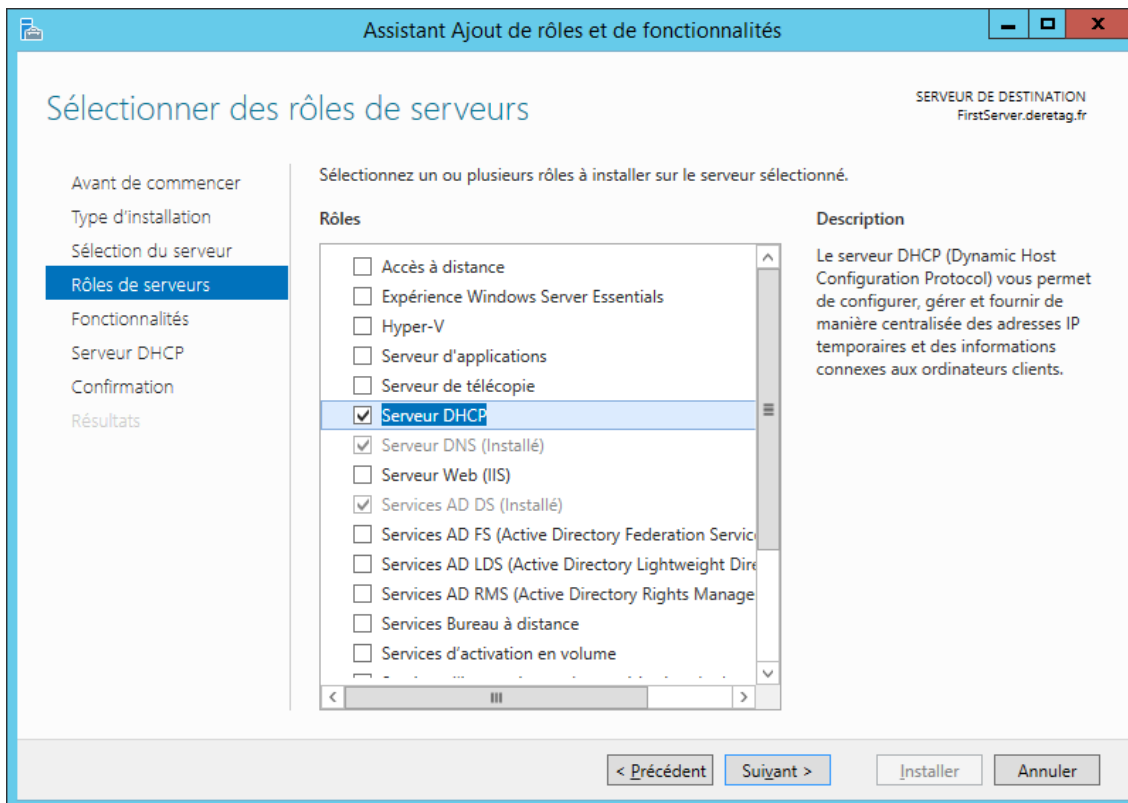 Assistant Ajout de rôles et de fonctionnalités
Sélectionner des rôles de serveurs
SERVEUR DE DESTINATION
FirstServer.deretag.fr
Avant de commencer
Type d'installation
Sélection du serveur
Rôles de serveurs
Fonctionnalités
Serveur DHCP
Confirmation
Résultats
Sélectionnez un ou plusieurs rôles à installer sur le serveur sélectionné.
Rôles
Accès à distance
Expérience Windows Server Essentials
Hyper-V
Serveur d'applications
Serveur de télécopie
Serveur DHCP
Serveur DNS (Installé)
Serveur Web (IIS)
Services AD DS (Installé)
Services AD FS (Active Directory Federation Servic
Services AD LDS (Active Directory Lightweight Dire
Services AD RMS (Active Directory Rights Manage
Services Bureau à distance
Services d'activation en volume
Description
Le serveur DHCP (Dynamic Host
Configuration Protocol) vous permet
de configurer, gérer et fournir de
manière centralisée des adresses IP
temporaires et des informations
connexes aux ordinateurs clients.
< Précédent
Suivant >
Installer
Annuler